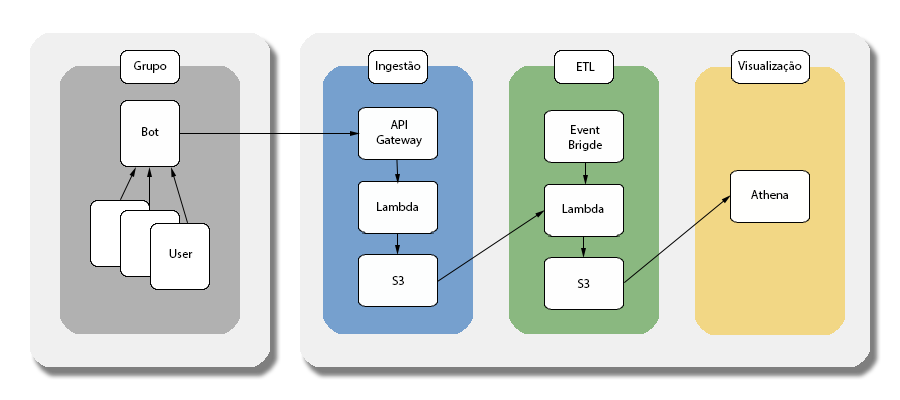 Grupo
Bot
User
Ingestão
API
Gateway
Lambda
S3
ETL
Event
Brigde
Lambda
S3
Visualização
Athena